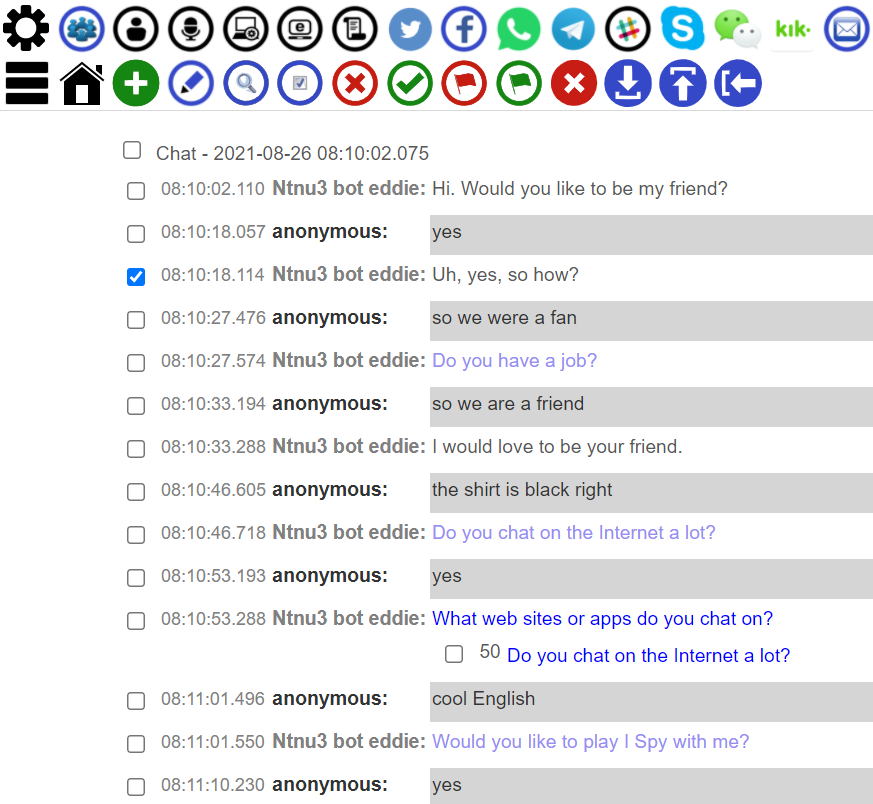 kik·
Chat - 2021-08-26 08:10:02.075
08:10:02.110 Ntnu3 bot eddie: Hi. Would you like to be my friend?
08:10:18.057 anonymous: yes
08:10:18.114 Ntnu3 bot eddie: Uh, yes, so how?
08:10:27.476 anonymous: so we were a fan
08:10:27.574 Ntnu3 bot eddie: Do you have a job?
08:10:33.194 anonymous: so we are a friend
08:10:33.288 Ntnu3 bot eddie: I would love to be your friend.
08:10:46.605 anonymous: the shirt is black right
08:10:46.718 Ntnu3 bot eddie: Do you chat on the Internet a lot?
08:10:53.193 anonymous: yes
08:10:53.288 Ntnu3 bot eddie: What web sites or apps do you chat on?
50 Do you chat on the Internet a lot?
08:11:01.496 anonymous: cool English
08:11:01.550 Ntnu3 bot eddie: Would you like to play I Spy with me?
08:11:10.230 anonymous: yes